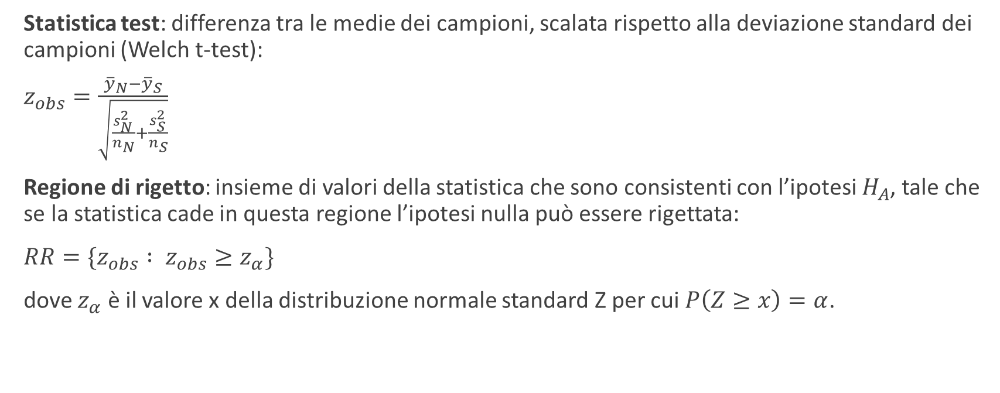 Statistica test: differenza tra le medie dei campioni, scalata rispetto alla deviazione standard dei
campioni (Welch t-test):
$z_{obs} = \frac{\bar{y}_N - \bar{y}_S}{\sqrt{\frac{s_N^2}{n_N} + \frac{s_S^2}{n_S}}}$
Regione di rigetto: insieme di valori della statistica che sono consistenti con l’ipotesi $H_A$, tale che
se la statistica cade in questa regione l’ipotesi nulla può essere rigettata:
$RR = \{z_{obs} : z_{obs} \geq z_\alpha\}$
dove $z_\alpha$ è il valore x della distribuzione normale standard Z per cui $P(Z \geq x) = \alpha$.